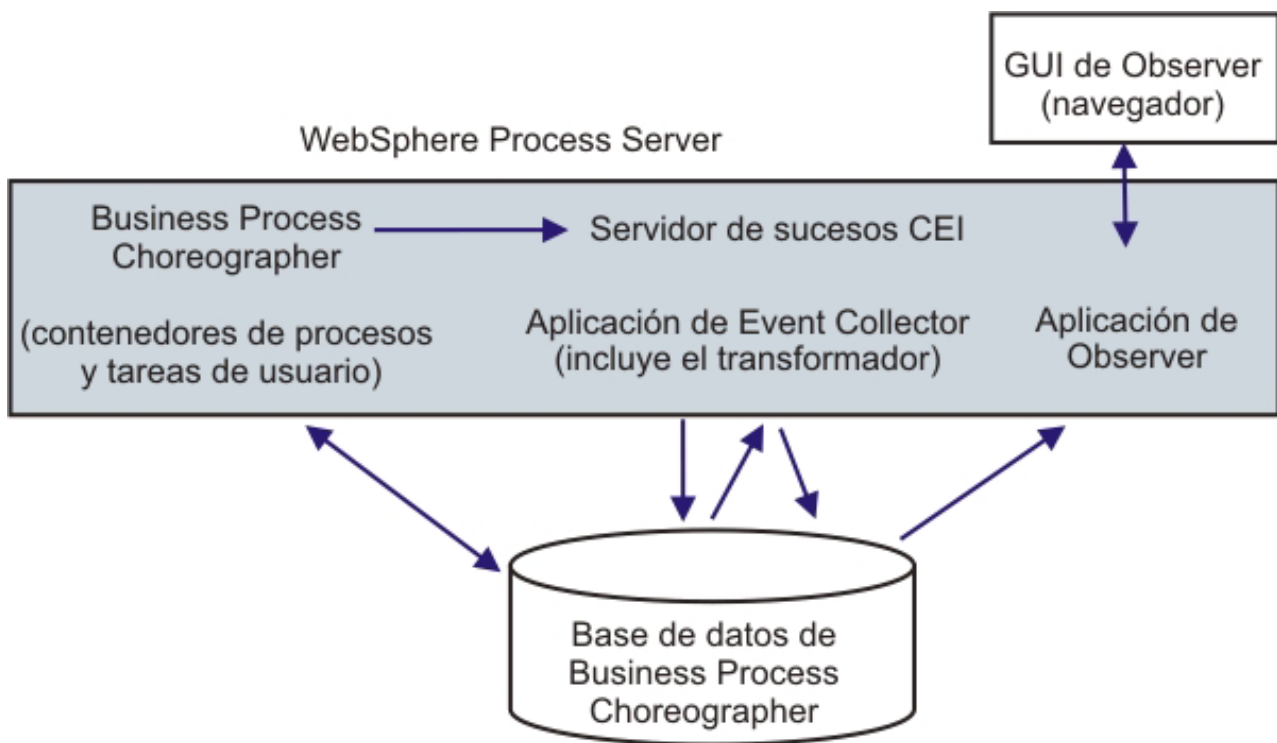 GUI de Observer
(navegador)
WebSphere Process Server
Business Process
Choreographer
Servidor de sucesos CEI
(contenedores de procesos
y tareas de usuario)
Aplicación de Event Collector
(incluye el transformador)
Aplicación de
Observer
Base de datos de
Business Process
Choreographer